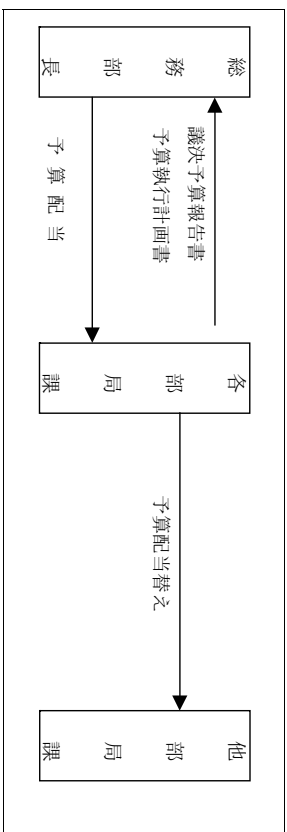 総務部長
議決予算報告書
予算執行計画書
予算配当
各部局課
予算配当替え
他部局課